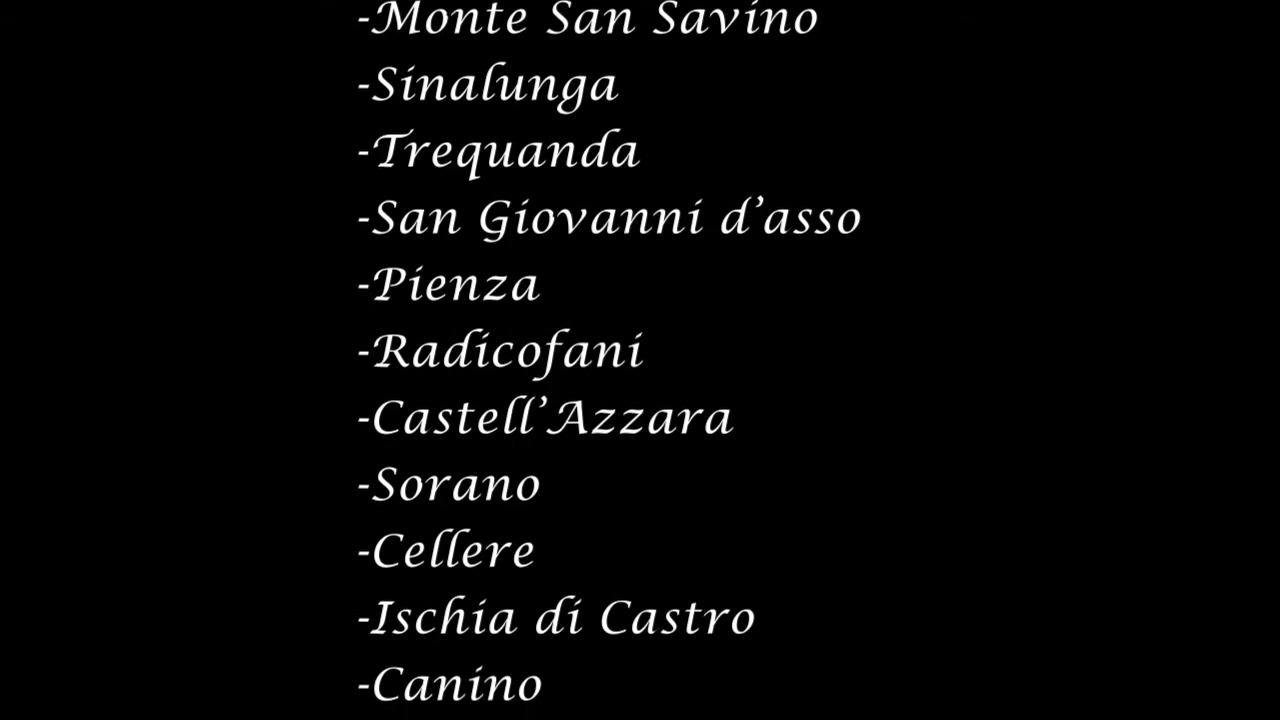 -Monte San Savino
-Sinalunga
-Trequanda
-San Giovanni d’asso
-Pienza
-Radicofani
-Castell’Azzara
-Sorano
-Cellere
-Ischia di Castro
-Canino